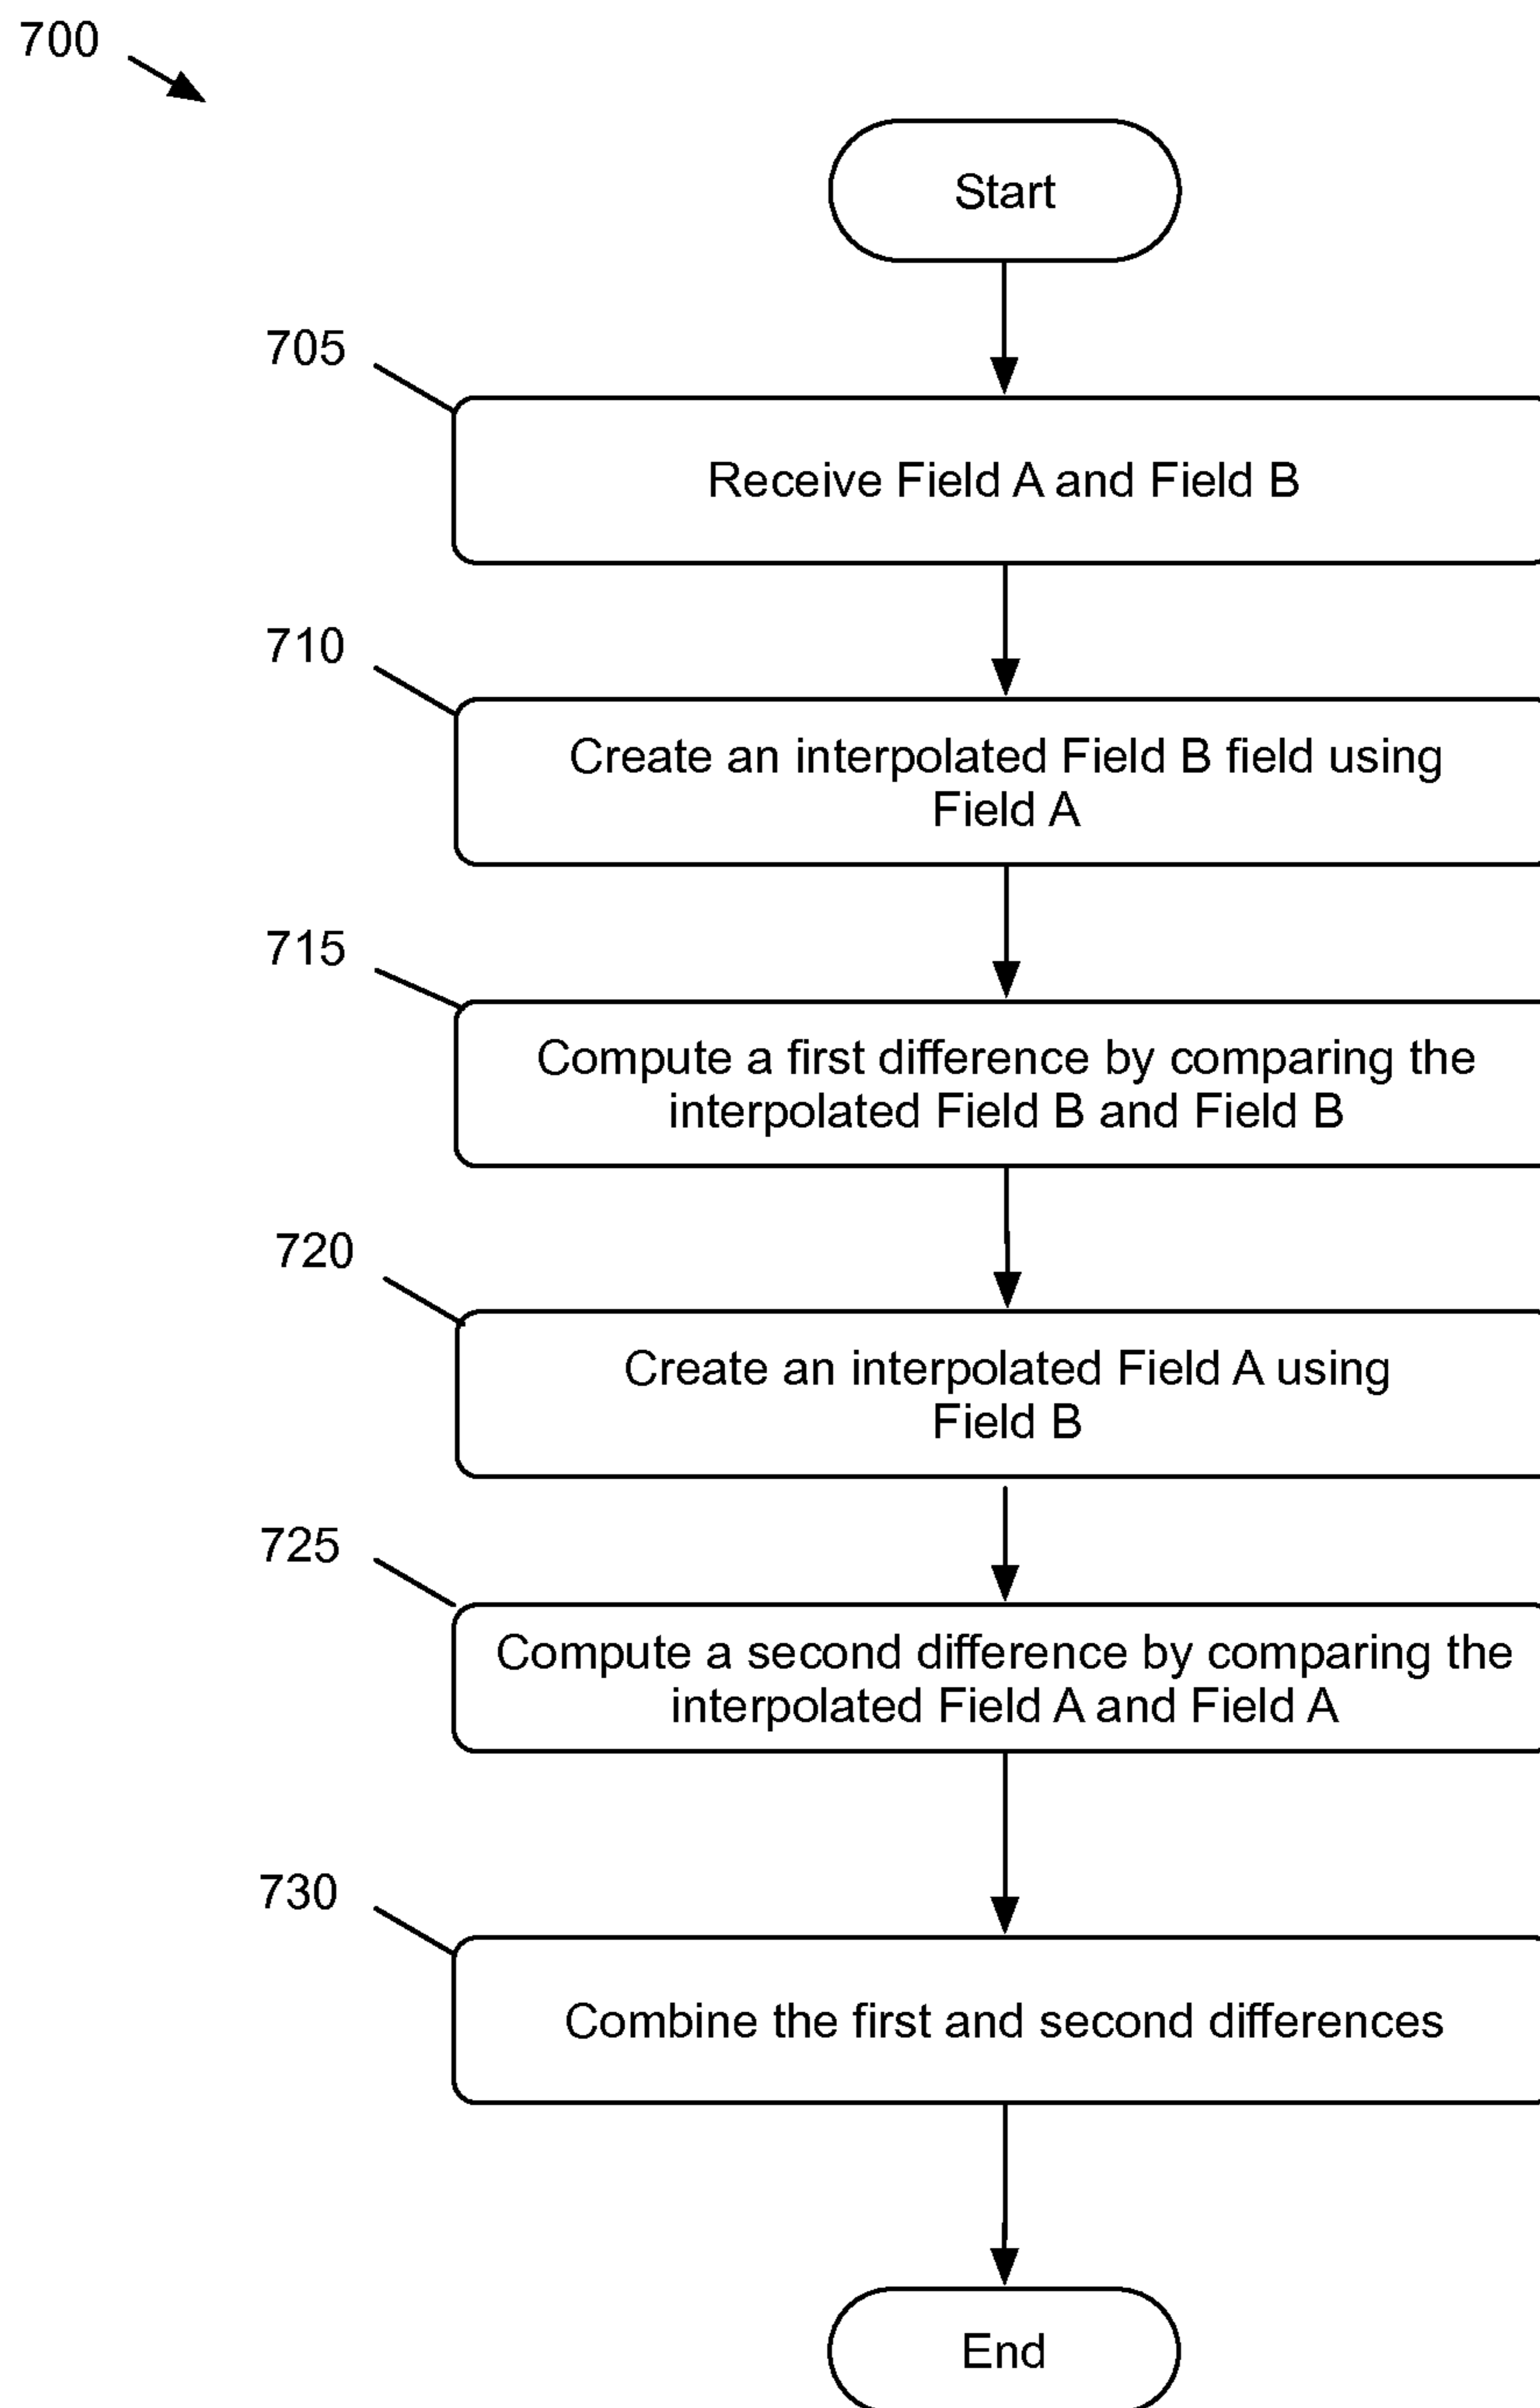 700
Start
705
Receive Field A and Field B
710
Create an interpolated Field B field using
Field A
715
Compute a first difference by comparing the
interpolated Field B and Field B
720
Create an interpolated Field A using
Field B
725
Compute a second difference by comparing the
interpolated Field A and Field A
730
Combine the first and second differences
End